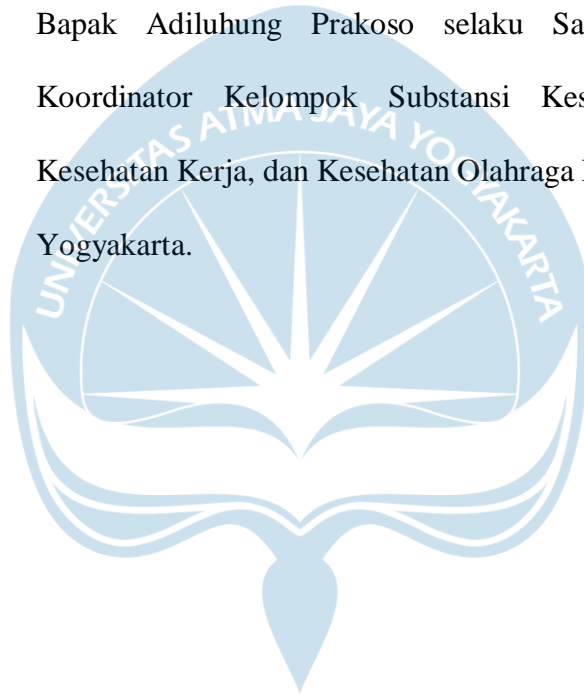 Bapak Adiluhung Prakoso selaku
Koordinator Kelompok Substansi
Kesehatan Kerja, dan Kesehatan Olahraga
Yogyakarta.
UNIVERSITAS ATMA JAYA YOGYAKARTA